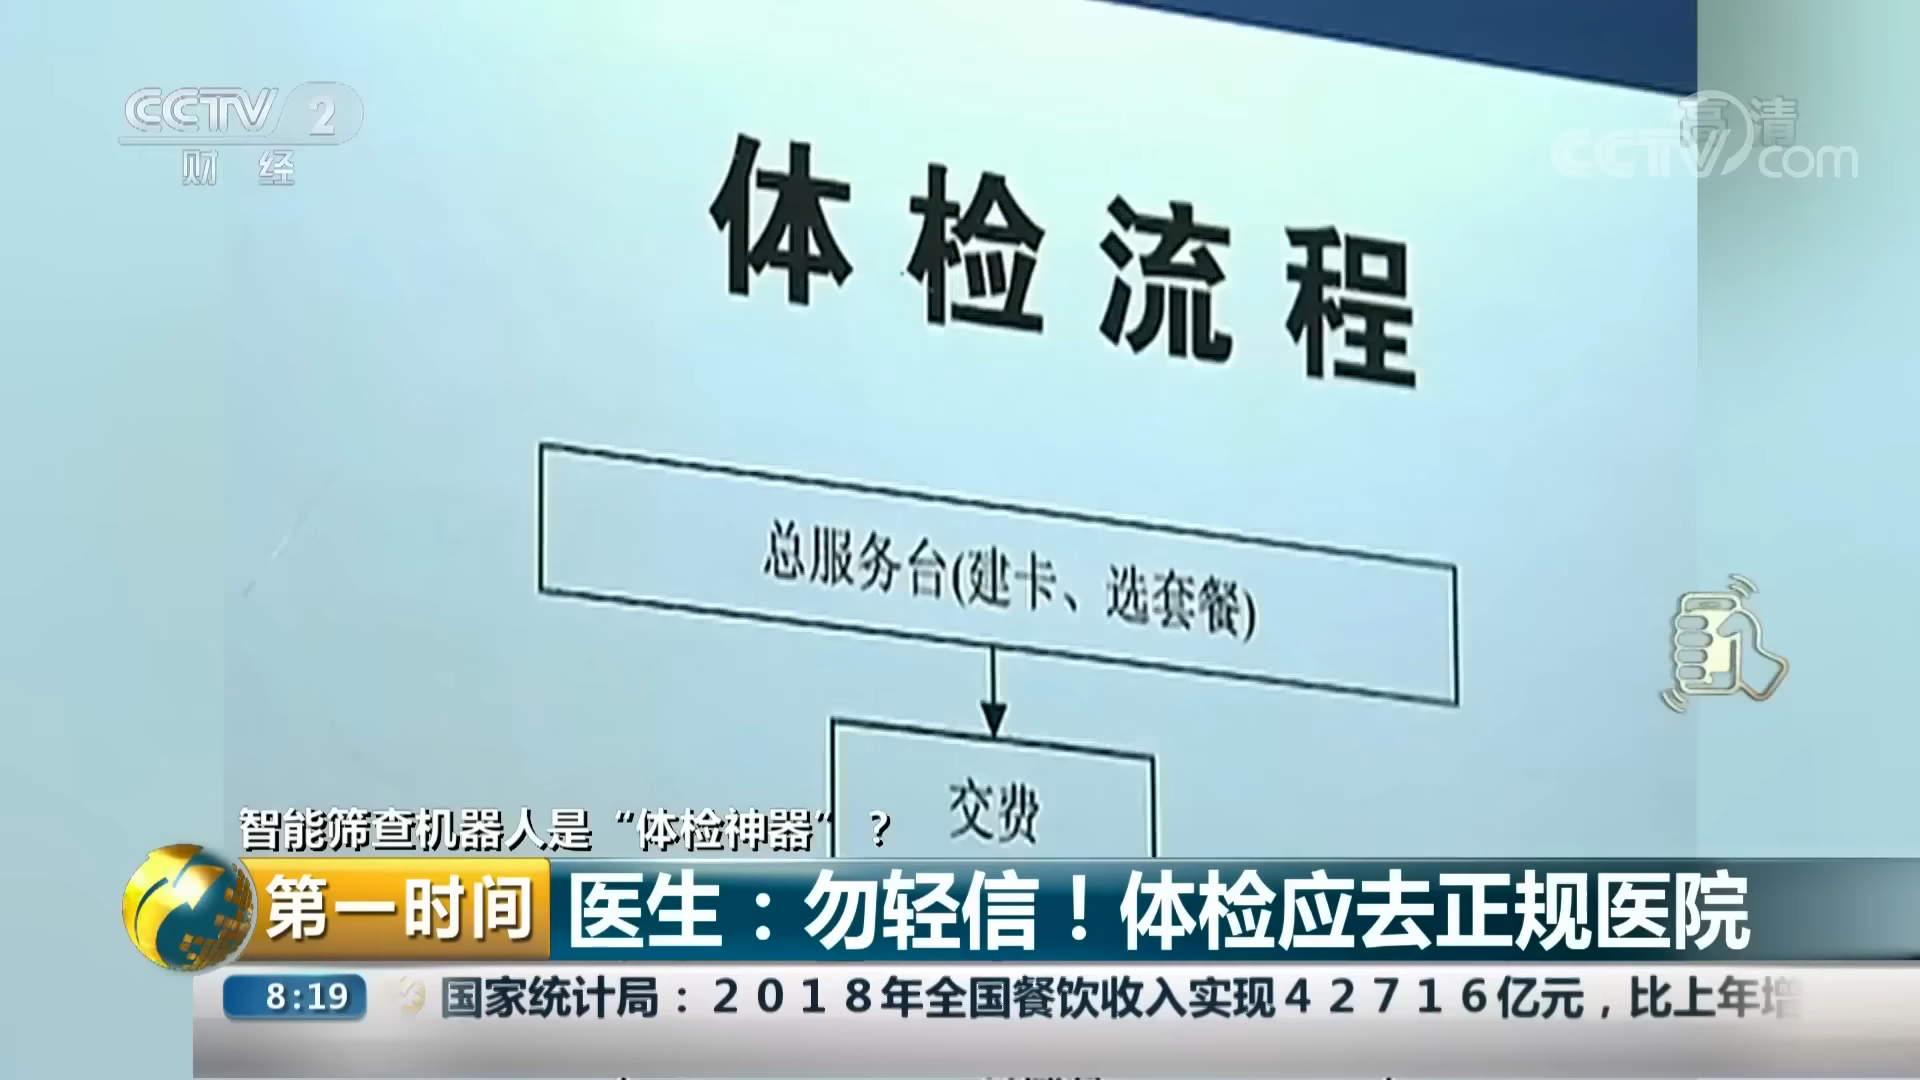 CCTV 2
财经
高清
CCTV com
体检流程
总服务台(建卡、选套餐)
交费
智能筛查机器人是“体检神器”？
第一时间
医生：勿轻信！体检应去正规医院
8:19
国家统计局：2018年全国餐饮收入实现42716亿元，比上年增